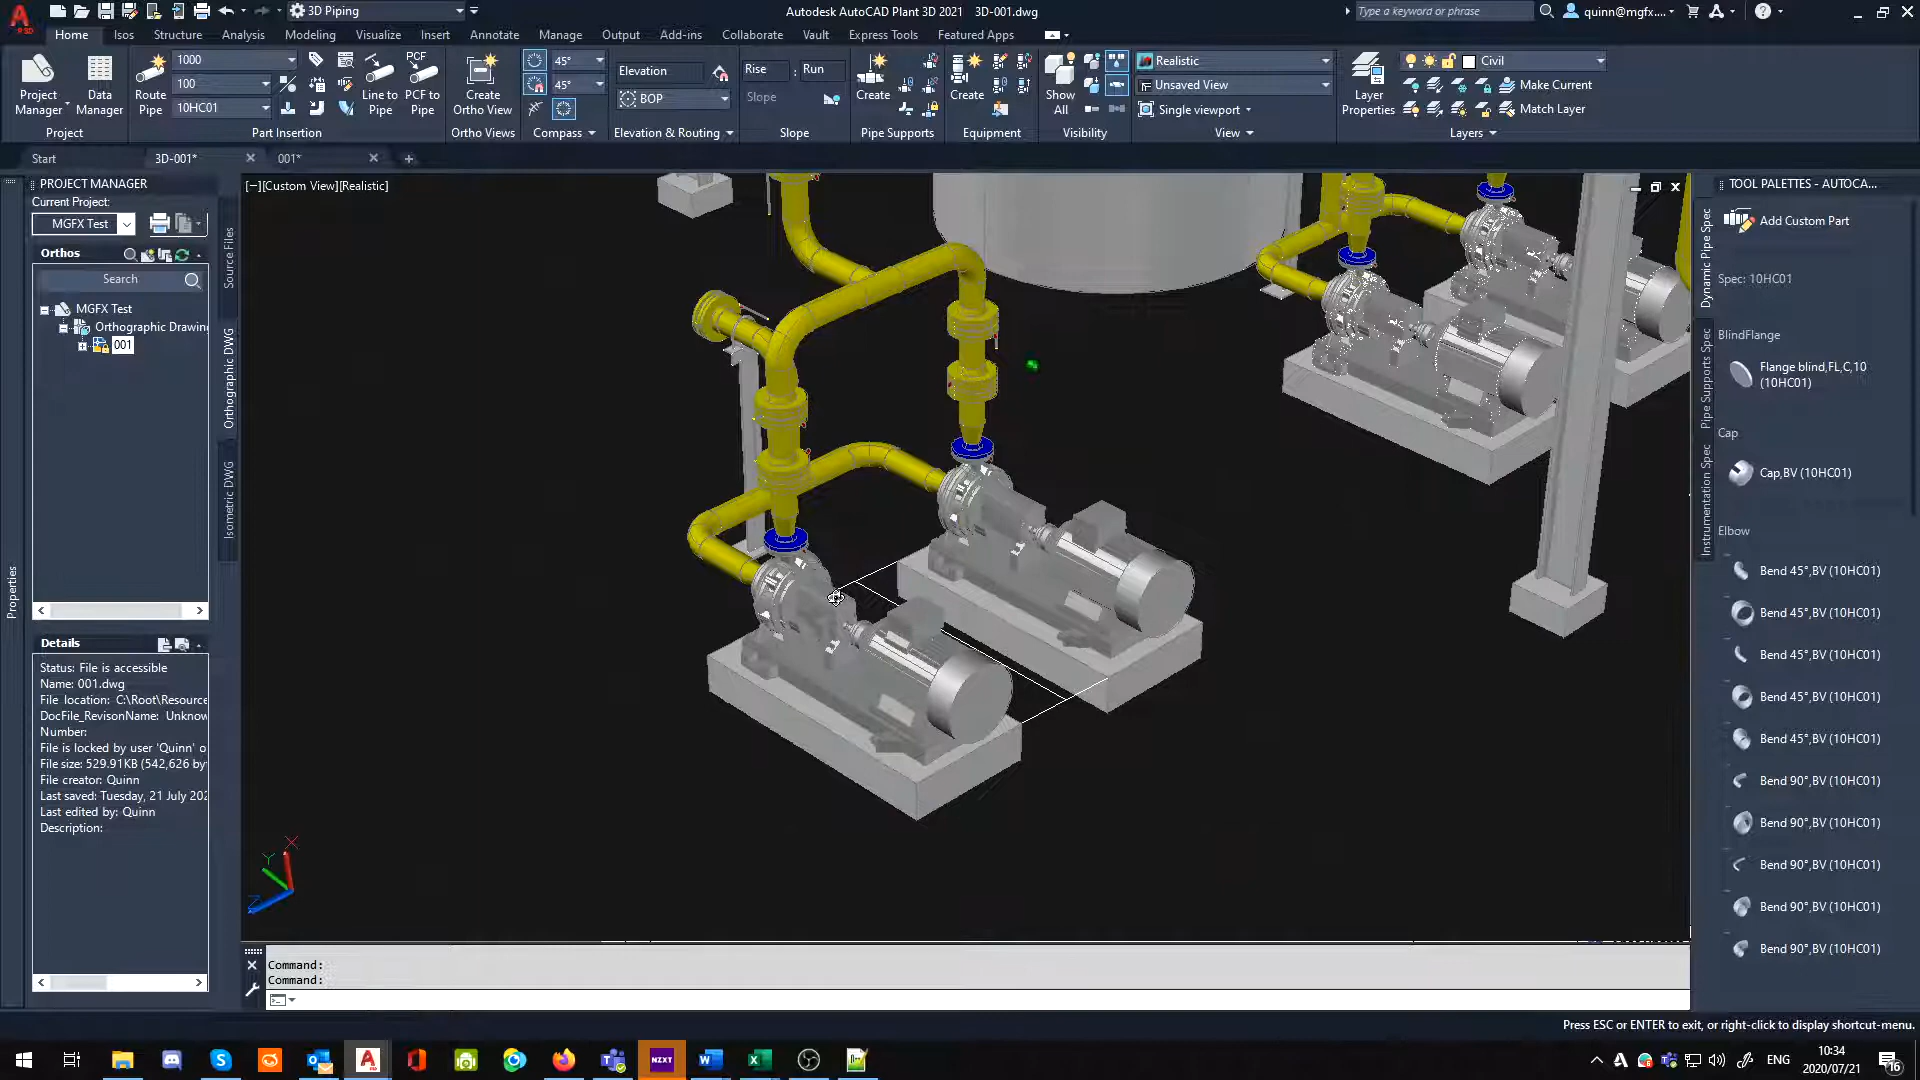 3D Piping
Autodesk AutoCAD Plant 3D 2021 3D-001.dwg
Type a keyword or phrase
quinn@mgfx....
Home Isos Structure Analysis Modeling Visualize Insert Annotate Manage Output Add-ins Collaborate Vault Express Tools Featured Apps
Project Manager
Data Manager
Project
Route Pipe
1000
100
10HC01
Line to Pipe
PCF
PCF to Pipe
Part Insertion
Create Ortho View
Ortho Views
45°
45°
Compass
Elevation
BOP
Elevation & Routing
Rise : Run
Slope
Slope
Create
Pipe Supports
Create
Equipment
Show All
Visibility
Realistic
Unsaved View
Single viewport
View
Layer Properties
Civil
Make Current
Match Layer
Layers
Start
3D-001*
001*
PROJECT MANAGER
Current Project:
MGFX Test
Orthos
Search
MGFX Test
Orthographic Drawin
001
Source Files
Orthographic DWG
Isometric DWG
Properties
Details
Status: File is accessible
Name: 001.dwg
File location: C:\Root\Resource
DocFile_RevisonName: Unknow
Number:
File is locked by user 'Quinn' o
File size: 529.91KB (542,626 by
File creator: Quinn
Last saved: Tuesday, 21 July 202
Last edited by: Quinn
Description:
[−][Custom View][Realistic]
X
Y
Z
Command:
Command:
TOOL PALETTES - AUTOCA...
Dynamic Pipe Spec
Pipe Supports Spec
Instrumentation Spec
Add Custom Part
Spec: 10HC01
BlindFlange
Flange blind,FL,C,10
(10HC01)
Cap
Cap,BV (10HC01)
Elbow
Bend 45°,BV (10HC01)
Bend 45°,BV (10HC01)
Bend 45°,BV (10HC01)
Bend 45°,BV (10HC01)
Bend 45°,BV (10HC01)
Bend 90°,BV (10HC01)
Bend 90°,BV (10HC01)
Bend 90°,BV (10HC01)
Bend 90°,BV (10HC01)
Bend 90°,BV (10HC01)
Press ESC or ENTER to exit, or right-click to display shortcut-menu.
NZXT
ENG
10:34
2020/07/21
16